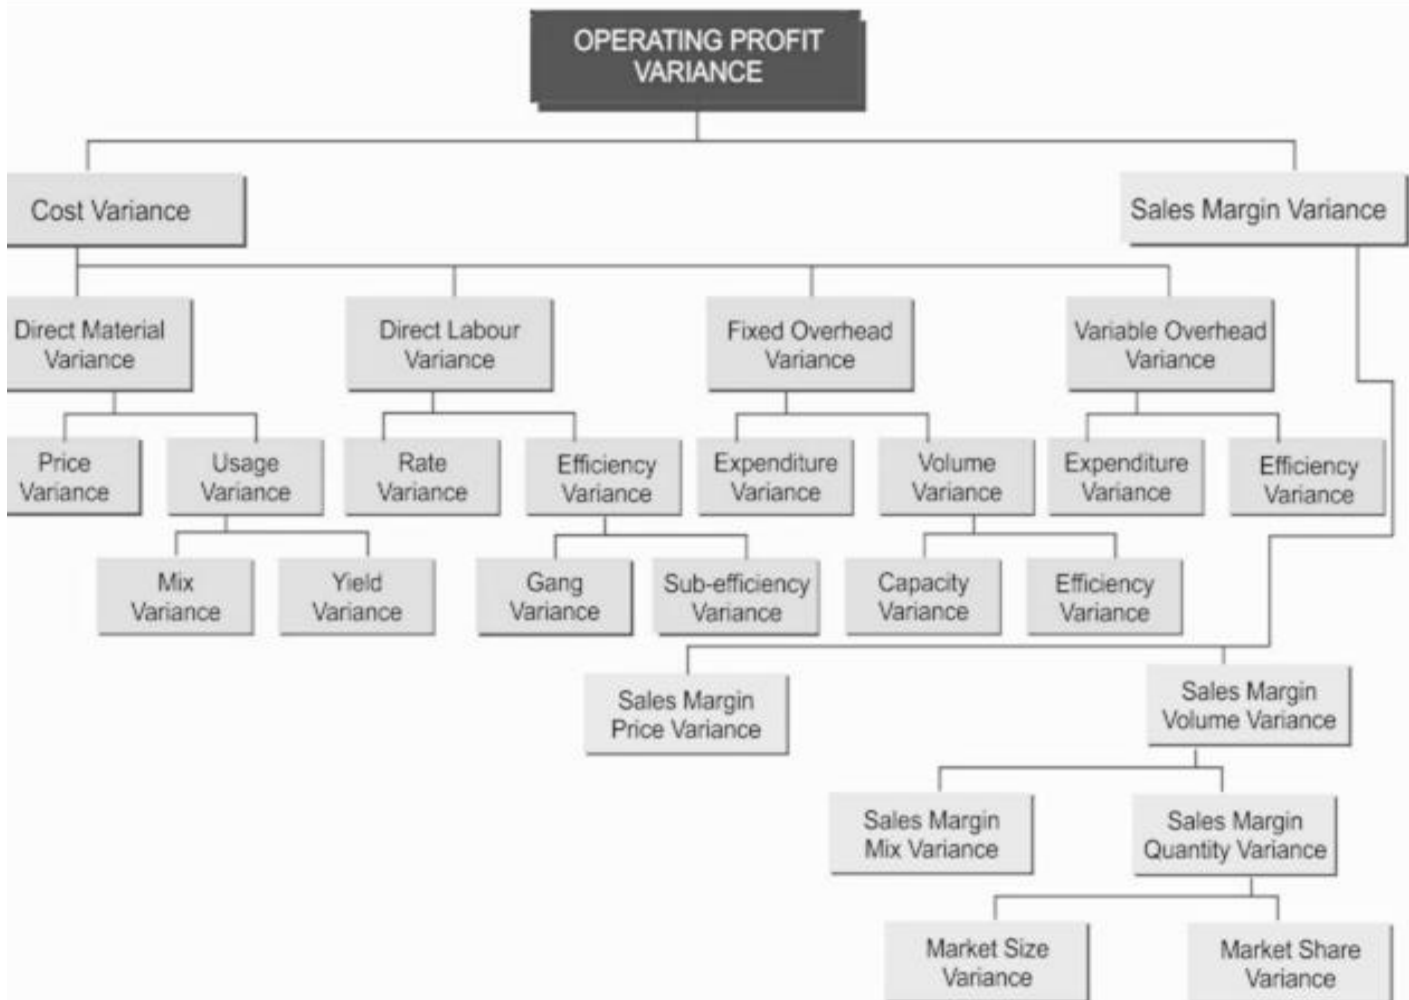 OPERATING PROFIT
VARIANCE
Cost Variance
Sales Margin Variance
Direct Material
Variance
Direct Labour
Variance
Fixed Overhead
Variance
Variable Overhead
Variance
Price
Variance
Usage
Variance
Rate
Variance
Efficiency
Variance
Expenditure
Variance
Volume
Variance
Expenditure
Variance
Efficiency
Variance
Mix
Variance
Yield
Variance
Gang
Variance
Sub-efficiency
Variance
Capacity
Variance
Efficiency
Variance
Sales Margin
Price Variance
Sales Margin
Volume Variance
Sales Margin
Mix Variance
Sales Margin
Quantity Variance
Market Size
Variance
Market Share
Variance